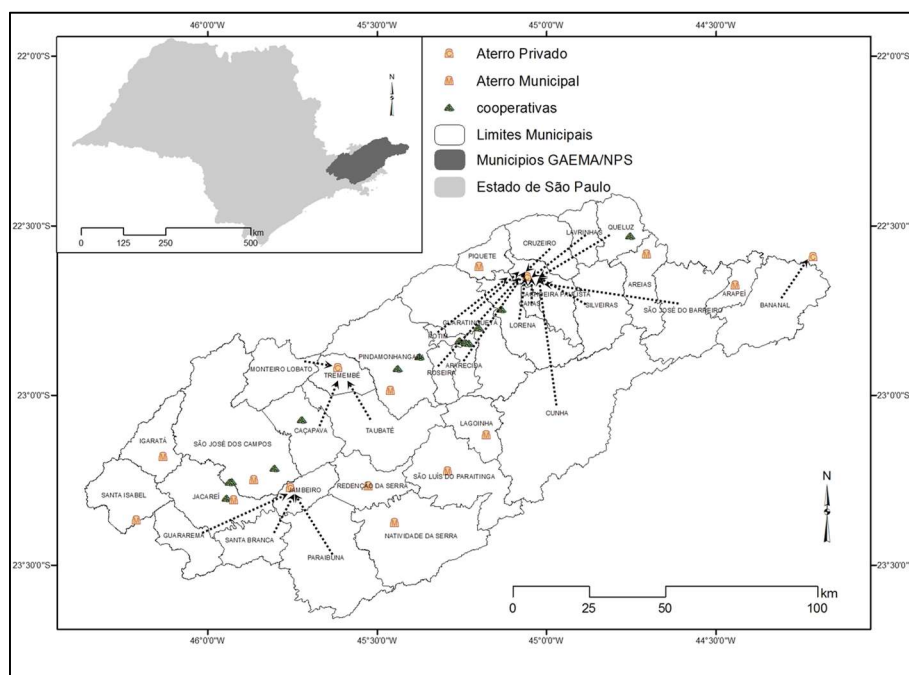 46°0'0"W
45°30'0"W
45°0'0"W
44°30'0"W
22°0'0"S
22°0'0"S
N
0 125 250 500
km
Aterro Privado
Aterro Municipal
cooperativas
Limites Municipais
Municipios GAEMA/NPS
Estado de São Paulo
22°30'0"S
22°30'0"S
QUELUZ
LAVRINHAS
CRUZEIRO
PIQUETE
AREIAS
ARAPEÍ
BANANAL
CACHOEIRA PAULISTA
CANAS
SILVEIRAS
SÃO JOSÉ DO BARREIRO
GUARATINGUETÁ
LORENA
POTIM
PINDAMONHANGABA
ROSEIRA
APARECIDA
MONTEIRO LOBATO
TREMEMBÉ
23°0'0"S
23°0'0"S
CUNHA
CAÇAPAVA
TAUBATÉ
LAGOINHA
IGARATÁ
SÃO JOSÉ DOS CAMPOS
SÃO LUÍS DO PARAITINGA
SANTA ISABEL
JACAREÍ
JAMBEIRO
REDENÇÃO DA SERRA
N
GUARAREMA
SANTA BRANCA
NATIVIDADE DA SERRA
PARAIBUNA
23°30'0"S
23°30'0"S
0 25 50 100
km
46°0'0"W
45°30'0"W
45°0'0"W
44°30'0"W